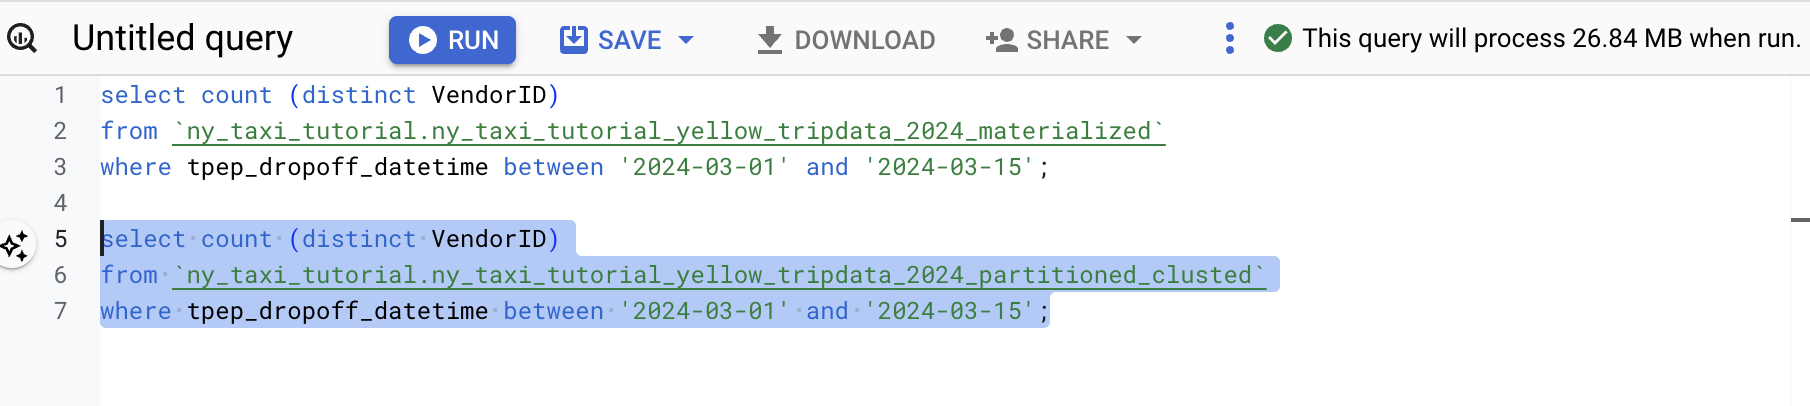 Untitled query RUN SAVE DOWNLOAD SHARE This query will process 26.84 MB when run.
1 select count (distinct VendorID)
2 from `ny_taxi_tutorial.ny_taxi_tutorial_yellow_tripdata_2024_materialized`
3 where tpep_dropoff_datetime between '2024-03-01' and '2024-03-15';
4
5 select count (distinct VendorID)
6 from `ny_taxi_tutorial.ny_taxi_tutorial_yellow_tripdata_2024_partitioned_clusted`
7 where tpep_dropoff_datetime between '2024-03-01' and '2024-03-15';